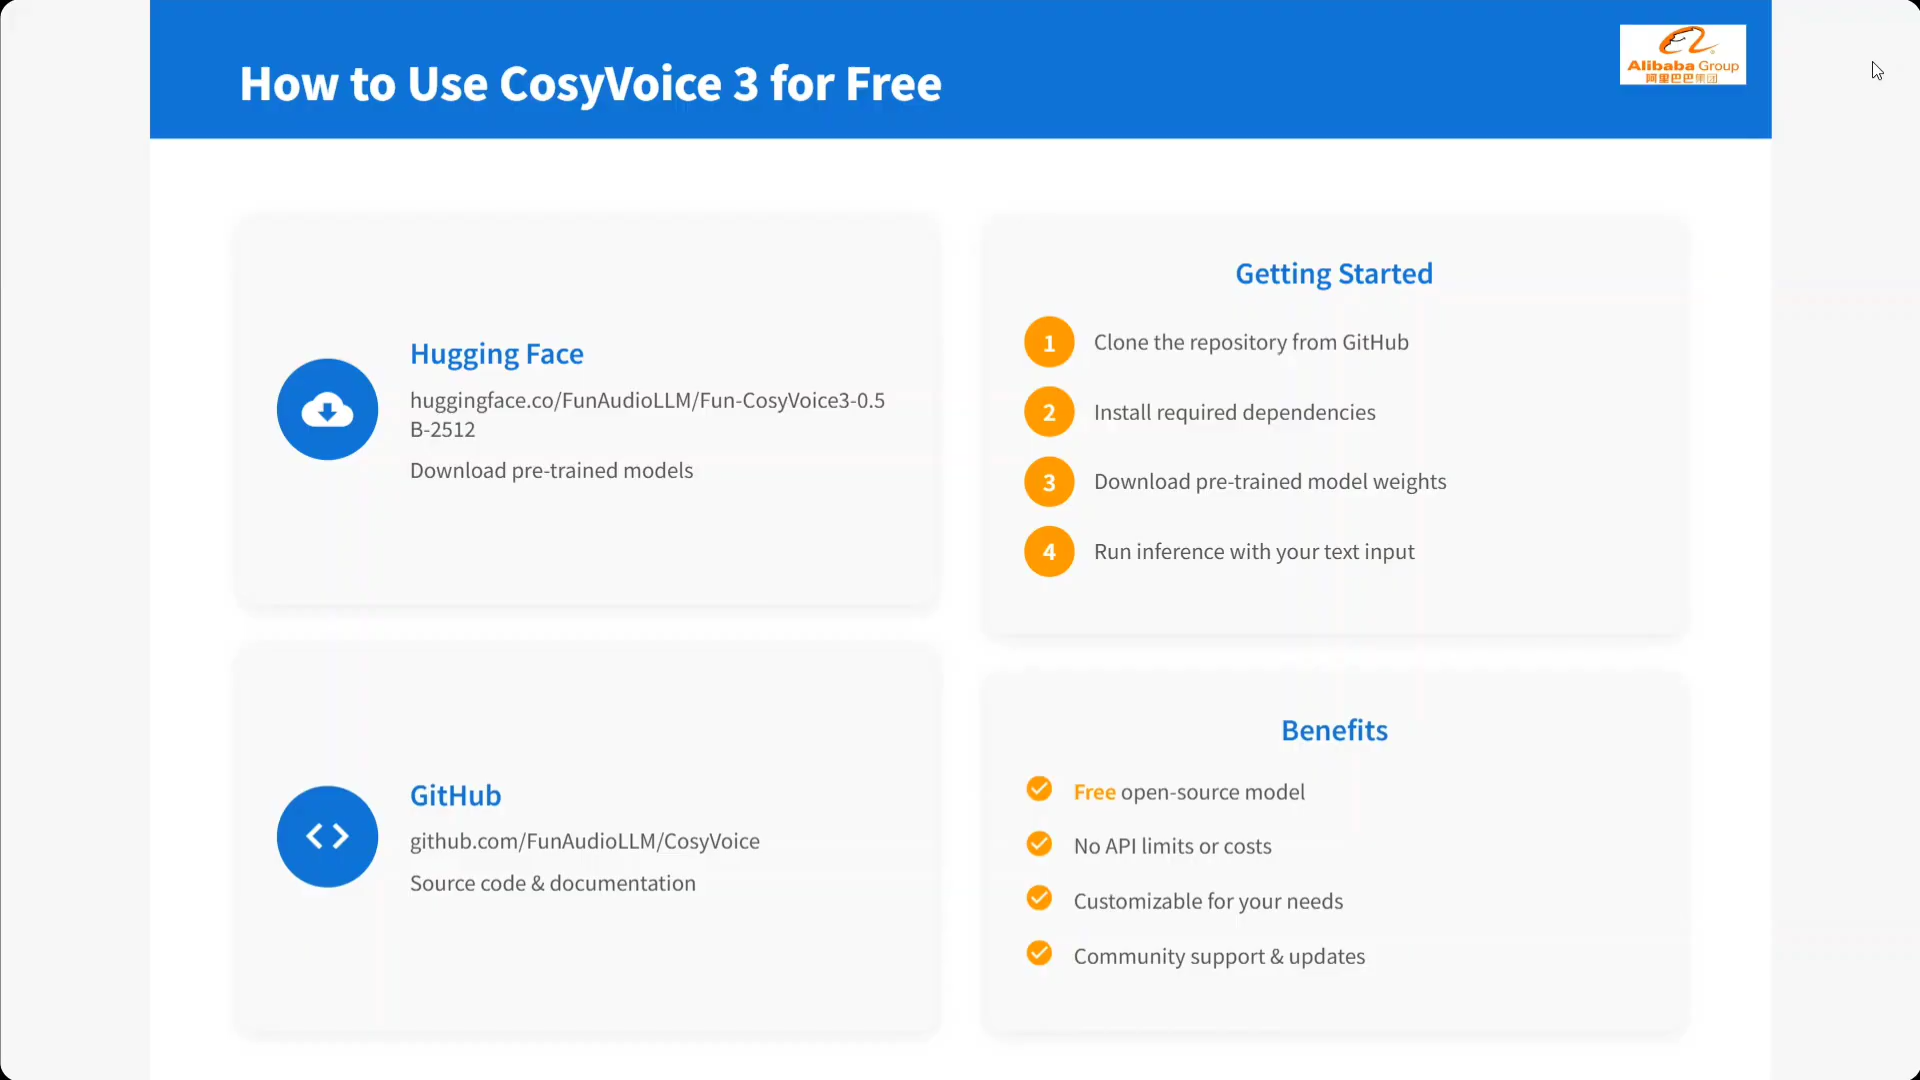 How to Use CosyVoice 3 for Free
Alibaba Group
阿里巴巴集团
Hugging Face
huggingface.co/FunAudioLLM/Fun-CosyVoice3-0.5
B-2512
Download pre-trained models
GitHub
github.com/FunAudioLLM/CosyVoice
Source code & documentation
Getting Started
1 Clone the repository from GitHub
2 Install required dependencies
3 Download pre-trained model weights
4 Run inference with your text input
Benefits
Free open-source model
No API limits or costs
Customizable for your needs
Community support & updates